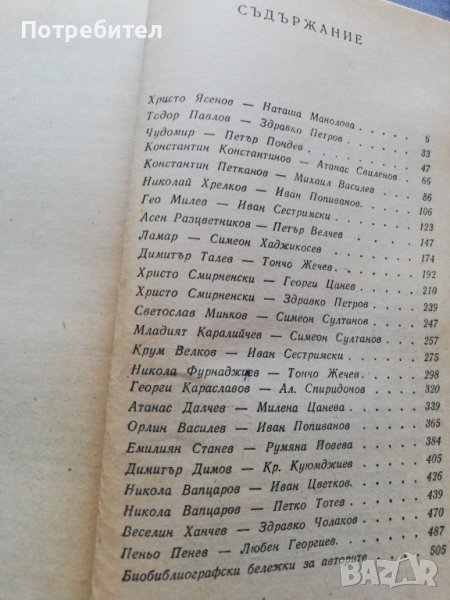 Потребител
СЪДЪРЖАНИЕ
Христо Ясенов — Наташа Манолова . . . . . 5
Тодор Павлов — Здравко Петров . . . . . 33
Чудомир — Петър Пондев . . . . . 47
Константин Константинов — Атанас Свиленов . 66
Константин Петканов — Михаил Василев . . . 86
Николай Хрелков — Иван Попиванов . . . . 106
Гео Милев — Иван Сестримски . . . . . 123
Асен Разцветников — Петър Велчев . . . . 147
Ламар — Симеон Хаджикосев . . . . . 174
Димитър Талев — Тончо Жечев . . . . . 192
Христо Смирненски — Георги Цанев . . . . 210
Христо Смирненски — Здравко Петров . . . . 239
Светослав Минков — Симеон Султанов . . . . 247
Младият Каралийчев — Симеон Султанов . . . 257
Крум Велков — Иван Сестримски . . . . . 275
Никола Фурнаджиев — Тончо Жечев . . . . 298
Георги Караславов — Ал. Спиридонов . . . . 320
Атанас Далчев — Милена Цанева . . . . . 339
Орлин Василев — Иван Попиванов . . . . . 365
Емилиян Станев — Румяна Йовева . . . . . 384
Димитър Димов — Кр. Куюмджиев . . . . . 405
Никола Вапцаров — Иван Цветков . . . . . 426
Никола Вапцаров — Петко Тотев . . . . . 439
Веселин Ханчев — Здравко Чолаков . . . . 470
Пеньо Пенев — Любен Георгиев . . . . . 487
Биобиблиографски бележки за авторите . . . . 505
BAZAR